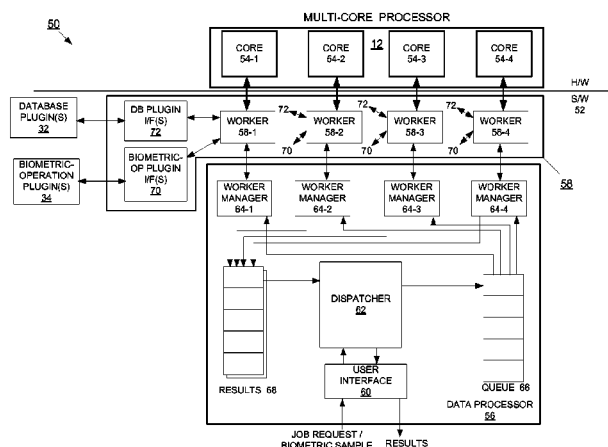 50
MULTI-CORE PROCESSOR
12
CORE
54-1
CORE
54-2
CORE
54-3
CORE
54-4
H/W
S/W
52
DATABASE
PLUGIN(S)
32
DB PLUGIN
I/F(S)
72
WORKER
58-1
72
WORKER
58-2
72
WORKER
58-3
72
WORKER
58-4
70
70
70
BIOMETRIC-
OPERATION PLUGIN(S)
34
BIOMETRIC-OP PLUGIN
I/F(S)
70
58
WORKER
MANAGER
64-1
WORKER
MANAGER
64-2
WORKER
MANAGER
64-3
WORKER
MANAGER
64-4
DISPATCHER
62
RESULTS 68
USER
INTERFACE
60
QUEUE 66
DATA PROCESSOR
56
JOB REQUEST /
BIOMETRIC SAMPLE
RESULTS